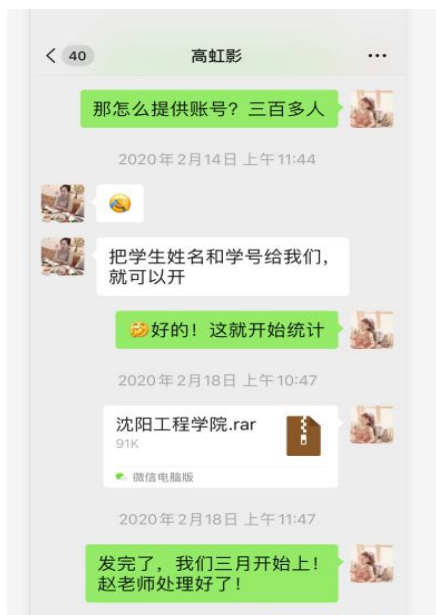 40
高虹影
那怎么提供账号？三百多人
2020年2月14日 上午11:44
把学生姓名和学号给我们，
就可以开
好的！这就开始统计
2020年2月18日 上午10:47
沈阳工程学院.rar
91K
微信电脑版
2020年2月18日 上午11:47
发完了，我们三月开始上！
赵老师处理好了！